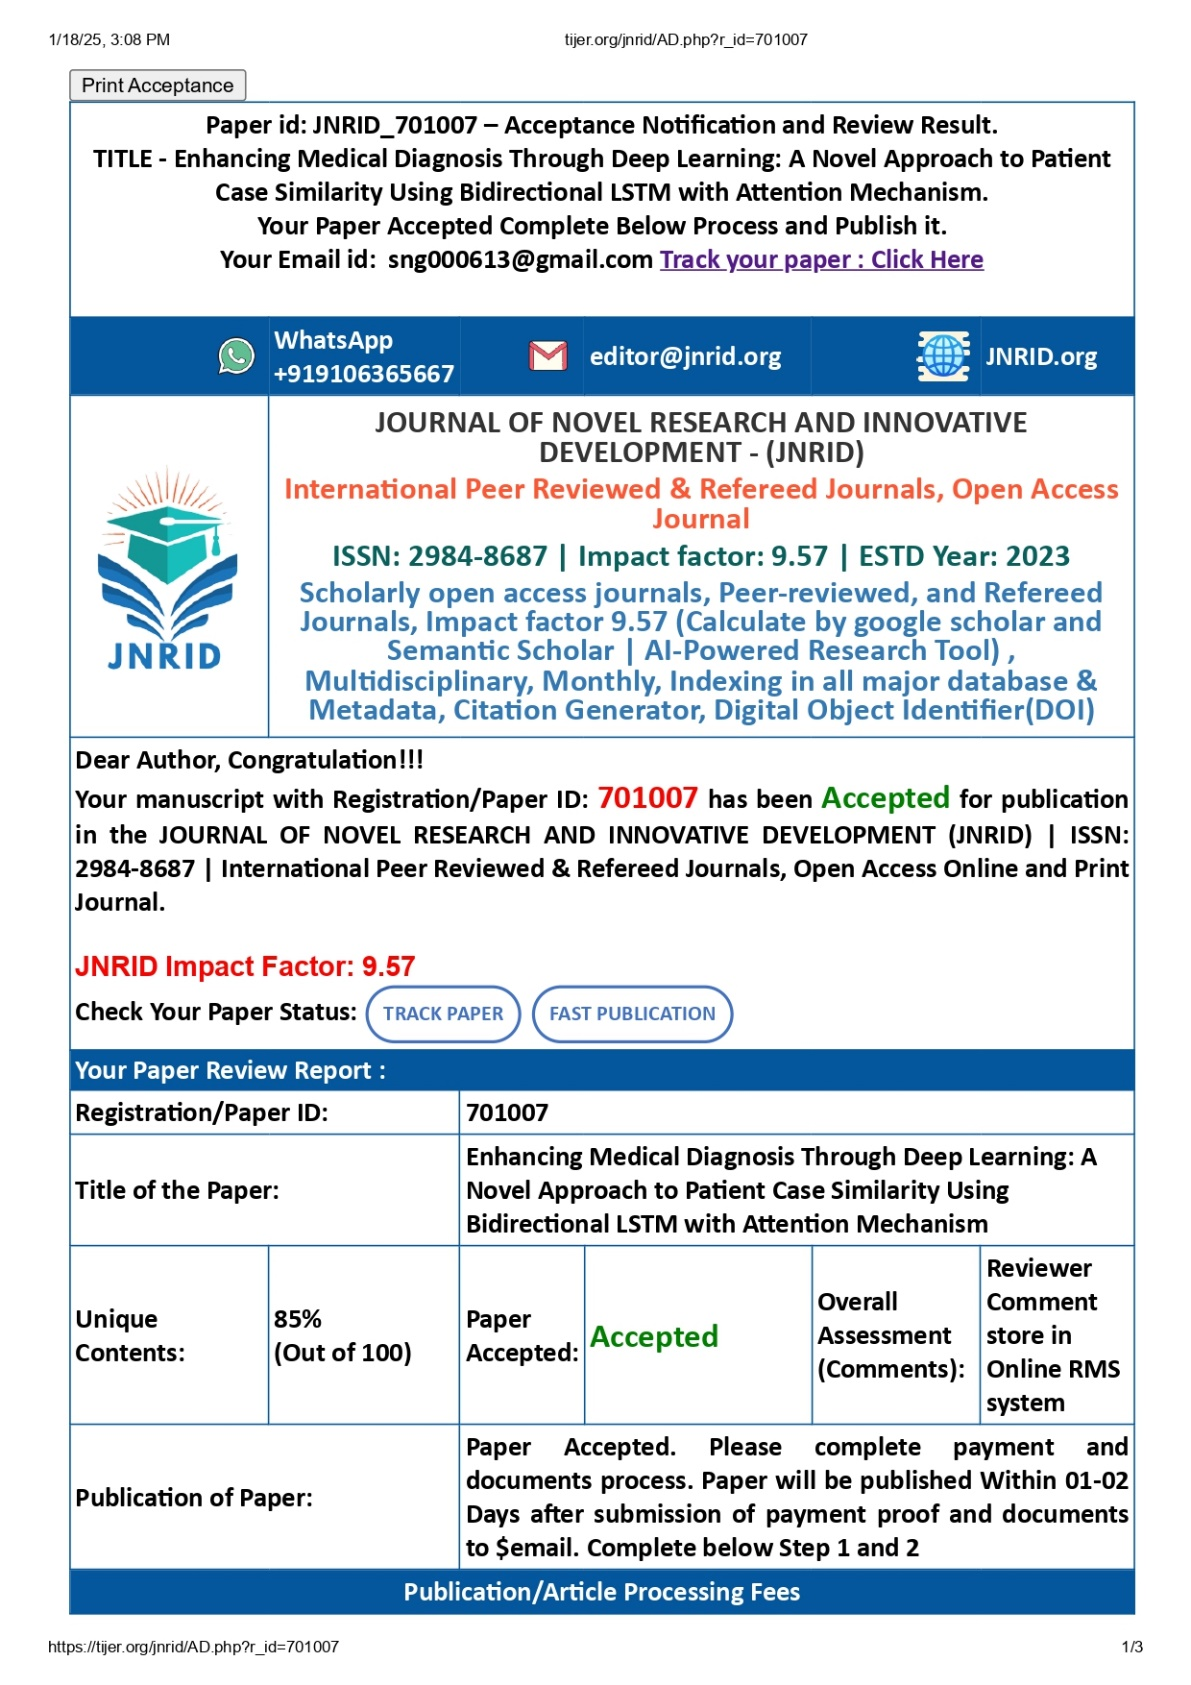 1/18/25, 3:08 PM
tijer.org/jnrid/AD.php?r_id=701007
Print Acceptance
Paper id: JNRID_701007 – Acceptance Notification and Review Result.
TITLE - Enhancing Medical Diagnosis Through Deep Learning: A Novel Approach to Patient
Case Similarity Using Bidirectional LSTM with Attention Mechanism.
Your Paper Accepted Complete Below Process and Publish it.
Your Email id: sng000613@gmail.com Track your paper : Click Here
WhatsApp
+919106365667
editor@jnrid.org
JNRID.org
JNRID
JOURNAL OF NOVEL RESEARCH AND INNOVATIVE
DEVELOPMENT - (JNRID)
International Peer Reviewed & Refereed Journals, Open Access
Journal
ISSN: 2984-8687 | Impact factor: 9.57 | ESTD Year: 2023
Scholarly open access journals, Peer-reviewed, and Refereed
Journals, Impact factor 9.57 (Calculate by google scholar and
Semantic Scholar | AI-Powered Research Tool) ,
Multidisciplinary, Monthly, Indexing in all major database &
Metadata, Citation Generator, Digital Object Identifier(DOI)
Dear Author, Congratulation!!!
Your manuscript with Registration/Paper ID: 701007 has been Accepted for publication
in the JOURNAL OF NOVEL RESEARCH AND INNOVATIVE DEVELOPMENT (JNRID) | ISSN:
2984-8687 | International Peer Reviewed & Refereed Journals, Open Access Online and Print
Journal.
JNRID Impact Factor: 9.57
Check Your Paper Status: TRACK PAPER FAST PUBLICATION
Your Paper Review Report :
Registration/Paper ID:
701007
Title of the Paper:
Enhancing Medical Diagnosis Through Deep Learning: A
Novel Approach to Patient Case Similarity Using
Bidirectional LSTM with Attention Mechanism
Unique
Contents:
85%
(Out of 100)
Paper
Accepted:
Accepted
Overall
Assessment
(Comments):
Reviewer
Comment
store in
Online RMS
system
Publication of Paper:
Paper Accepted. Please complete payment and
documents process. Paper will be published Within 01-02
Days after submission of payment proof and documents
to $email. Complete below Step 1 and 2
Publication/Article Processing Fees
https://tijer.org/jnrid/AD.php?r_id=701007
1/3